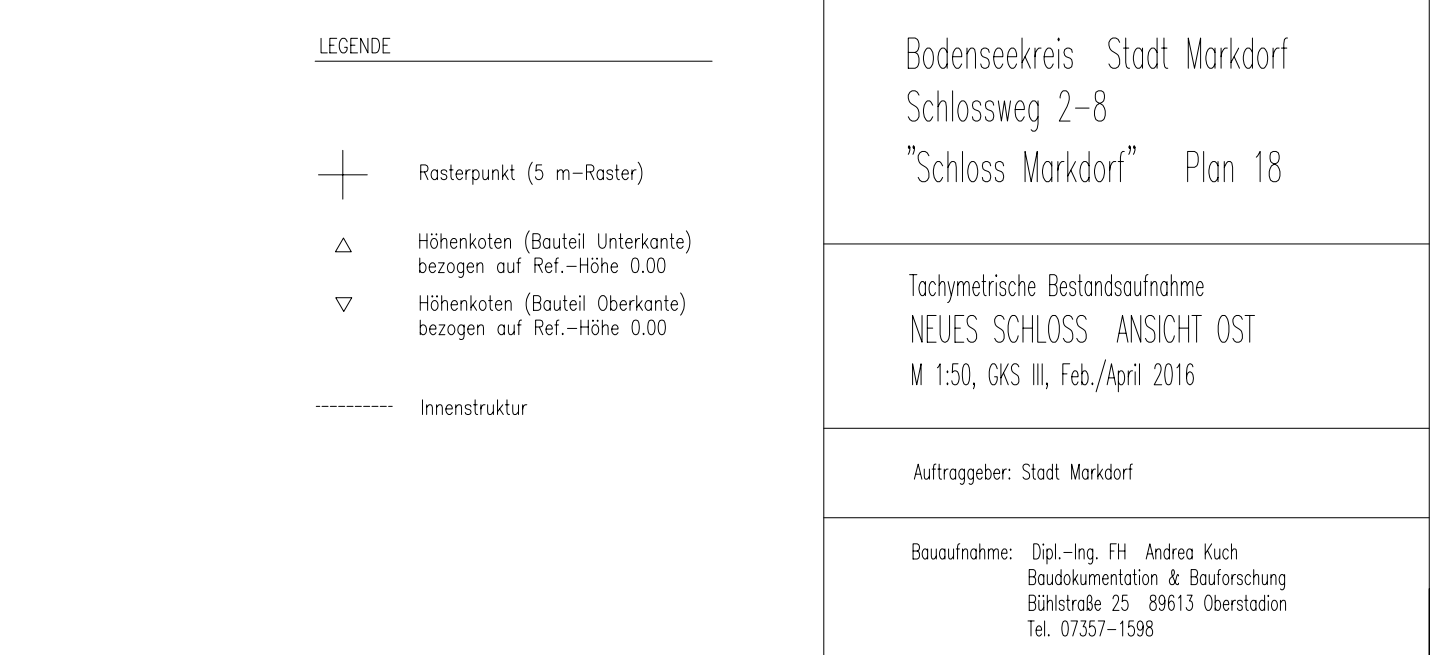 LEGENDE
Rasterpunkt (5 m-Raster)
Höhenkoten (Bauteil Unterkante)
bezogen auf Ref.-Höhe 0.00
Höhenkoten (Bauteil Oberkante)
bezogen auf Ref.-Höhe 0.00
Innenstruktur
Bodenseekreis Stadt Markdorf
Schlossweg 2-8
"Schloss Markdorf" Plan 18
Tachymetrische Bestandsaufnahme
NEUES SCHLOSS ANSICHT OST
M 1:50, GKS III, Feb./April 2016
Auftraggeber: Stadt Markdorf
Bauaufnahme: Dipl.-Ing. FH Andrea Kuch
Baudokumentation & Bauforschung
Bühlstraße 25 89613 Oberstadion
Tel. 07357-1598